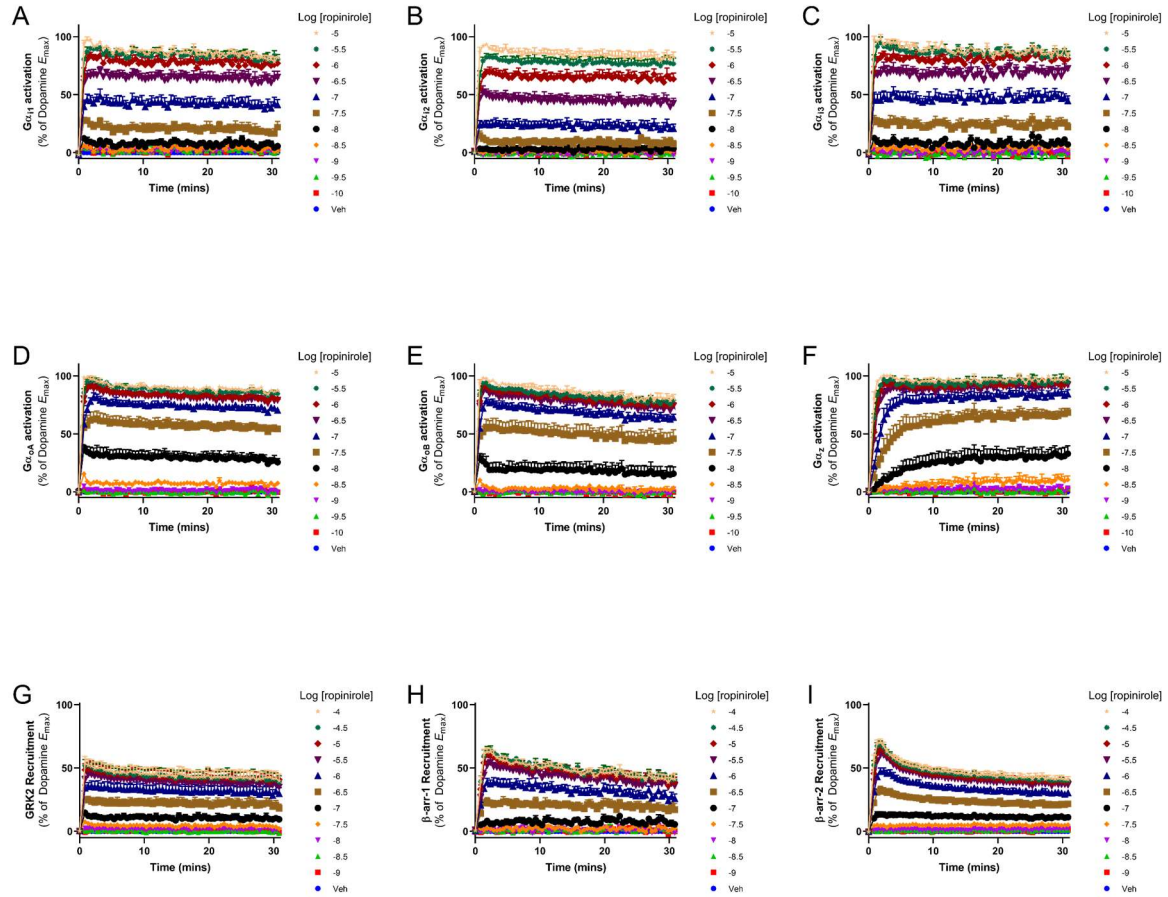 A
Gαi1 activation
(% of Dopamine Emax)
100
50
0
0 10 20 30
Time (mins)
Log [ropinirole]
-5
-5.5
-6
-6.5
-7
-7.5
-8
-8.5
-9
-9.5
-10
Veh
B
Gαi2 activation
(% of Dopamine Emax)
100
50
0
0 10 20 30
Time (mins)
Log [ropinirole]
-5
-5.5
-6
-6.5
-7
-7.5
-8
-8.5
-9
-9.5
-10
Veh
C
Gαi3 activation
(% of Dopamine Emax)
100
50
0
0 10 20 30
Time (mins)
Log [ropinirole]
-5
-5.5
-6
-6.5
-7
-7.5
-8
-8.5
-9
-9.5
-10
Veh
D
GαoA activation
(% of Dopamine Emax)
100
50
0
0 10 20 30
Time (mins)
Log [ropinirole]
-5
-5.5
-6
-6.5
-7
-7.5
-8
-8.5
-9
-9.5
-10
Veh
E
GαoB activation
(% of Dopamine Emax)
100
50
0
0 10 20 30
Time (mins)
Log [ropinirole]
-5
-5.5
-6
-6.5
-7
-7.5
-8
-8.5
-9
-9.5
-10
Veh
F
Gαz activation
(% of Dopamine Emax)
100
50
0
0 10 20 30
Time (mins)
Log [ropinirole]
-5
-5.5
-6
-6.5
-7
-7.5
-8
-8.5
-9
-9.5
-10
Veh
G
GRK2 Recruitment
(% of Dopamine Emax)
100
50
0
0 10 20 30
Time (mins)
Log [ropinirole]
-4
-4.5
-5
-5.5
-6
-6.5
-7
-7.5
-8
-8.5
-9
Veh
H
β-arr-1 Recruitment
(% of Dopamine Emax)
100
50
0
0 10 20 30
Time (mins)
Log [ropinirole]
-4
-4.5
-5
-5.5
-6
-6.5
-7
-7.5
-8
-8.5
-9
Veh
I
β-arr-2 Recruitment
(% of Dopamine Emax)
100
50
0
0 10 20 30
Time (mins)
Log [ropinirole]
-4
-4.5
-5
-5.5
-6
-6.5
-7
-7.5
-8
-8.5
-9
Veh